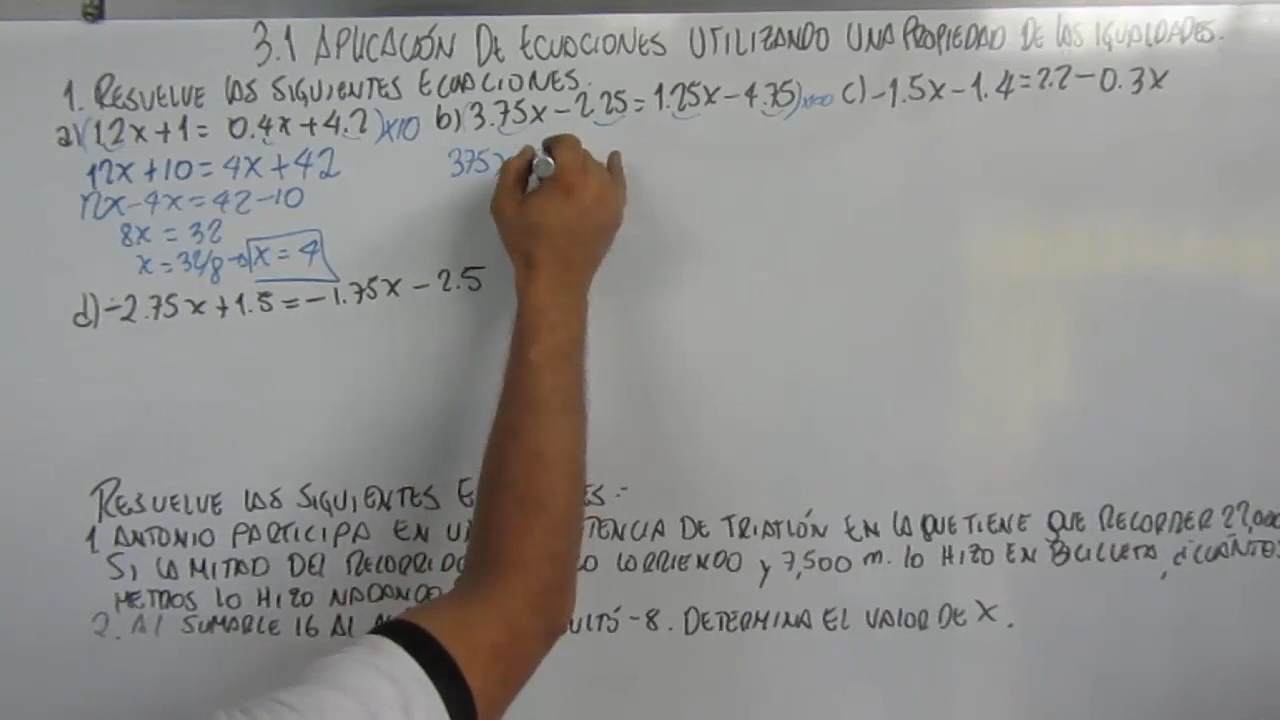 3.1 APLICACIÓN DE ECUACIONES UTILIZANDO UNA PROPIEDAD DE LAS IGUALDADES.
1. RESUELVE LAS SIGUIENTES ECUACIONES.
a) (1.2x+1= 0.4x+4.2)x10 b) 3.75x-2.25=1.25x-4.75)x100 c) -1.5x-1.4=2.2-0.3x
12x+10=4x+42 375
12x-4x=42-10
8x=32
x=32/8→x=4
d) -2.75x+1.5=-1.75x-2.5
RESUELVE LOS SIGUIENTES
1 ANTONIO PARTICIPA EN TENCIA DE TRIATLÓN EN LA QUE TIENE QUE RECORRER
SI LA MITAD DEL RECORRIDO LO CORRIENDO y 7,500 m. LO HIZO EN BICICLETA, ¿CUÁNTO
METROS LO HIZO NADANDO
2. Al SUMARLE 16 Al ULTÓ -8. DETERMINA EL VALOR DE X.